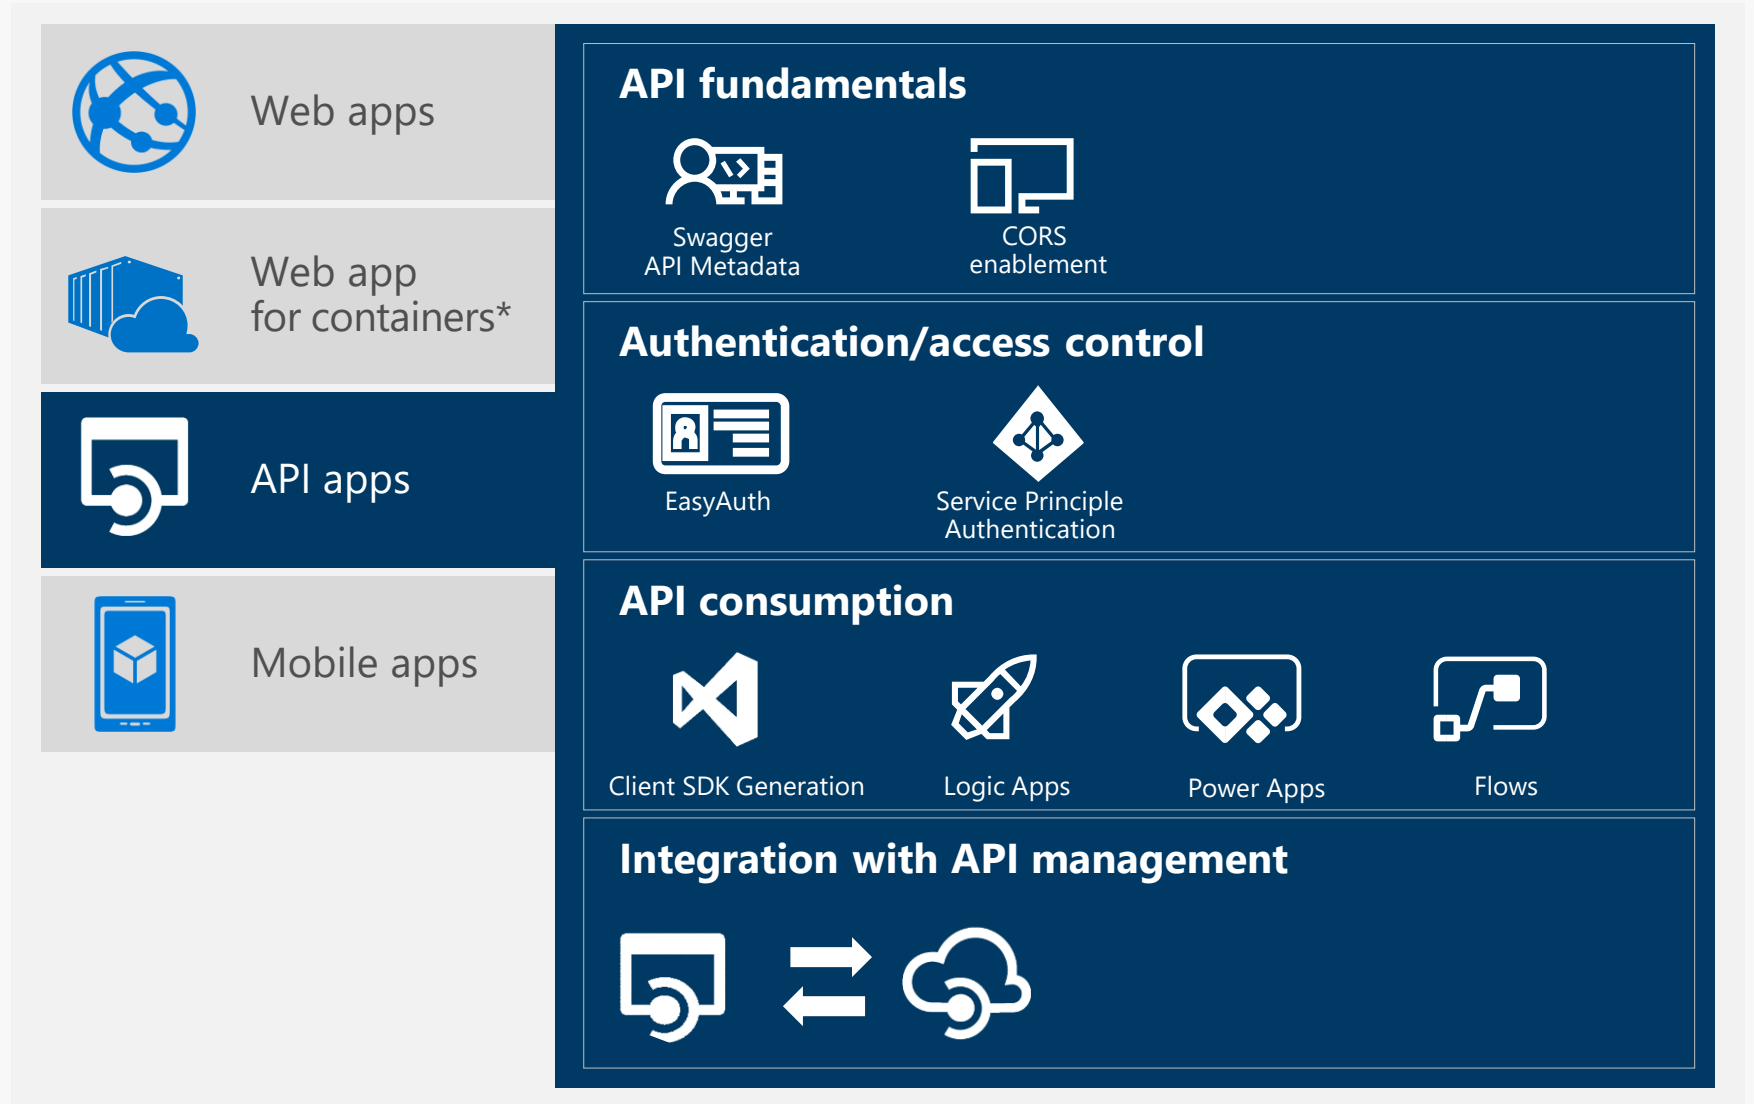 Web apps
Web app
for containers*
API apps
Mobile apps
API fundamentals
Swagger
API Metadata
CORS
enablement
Authentication/access control
EasyAuth
Service Principle
Authentication
API consumption
Client SDK Generation
Logic Apps
Power Apps
Flows
Integration with API management